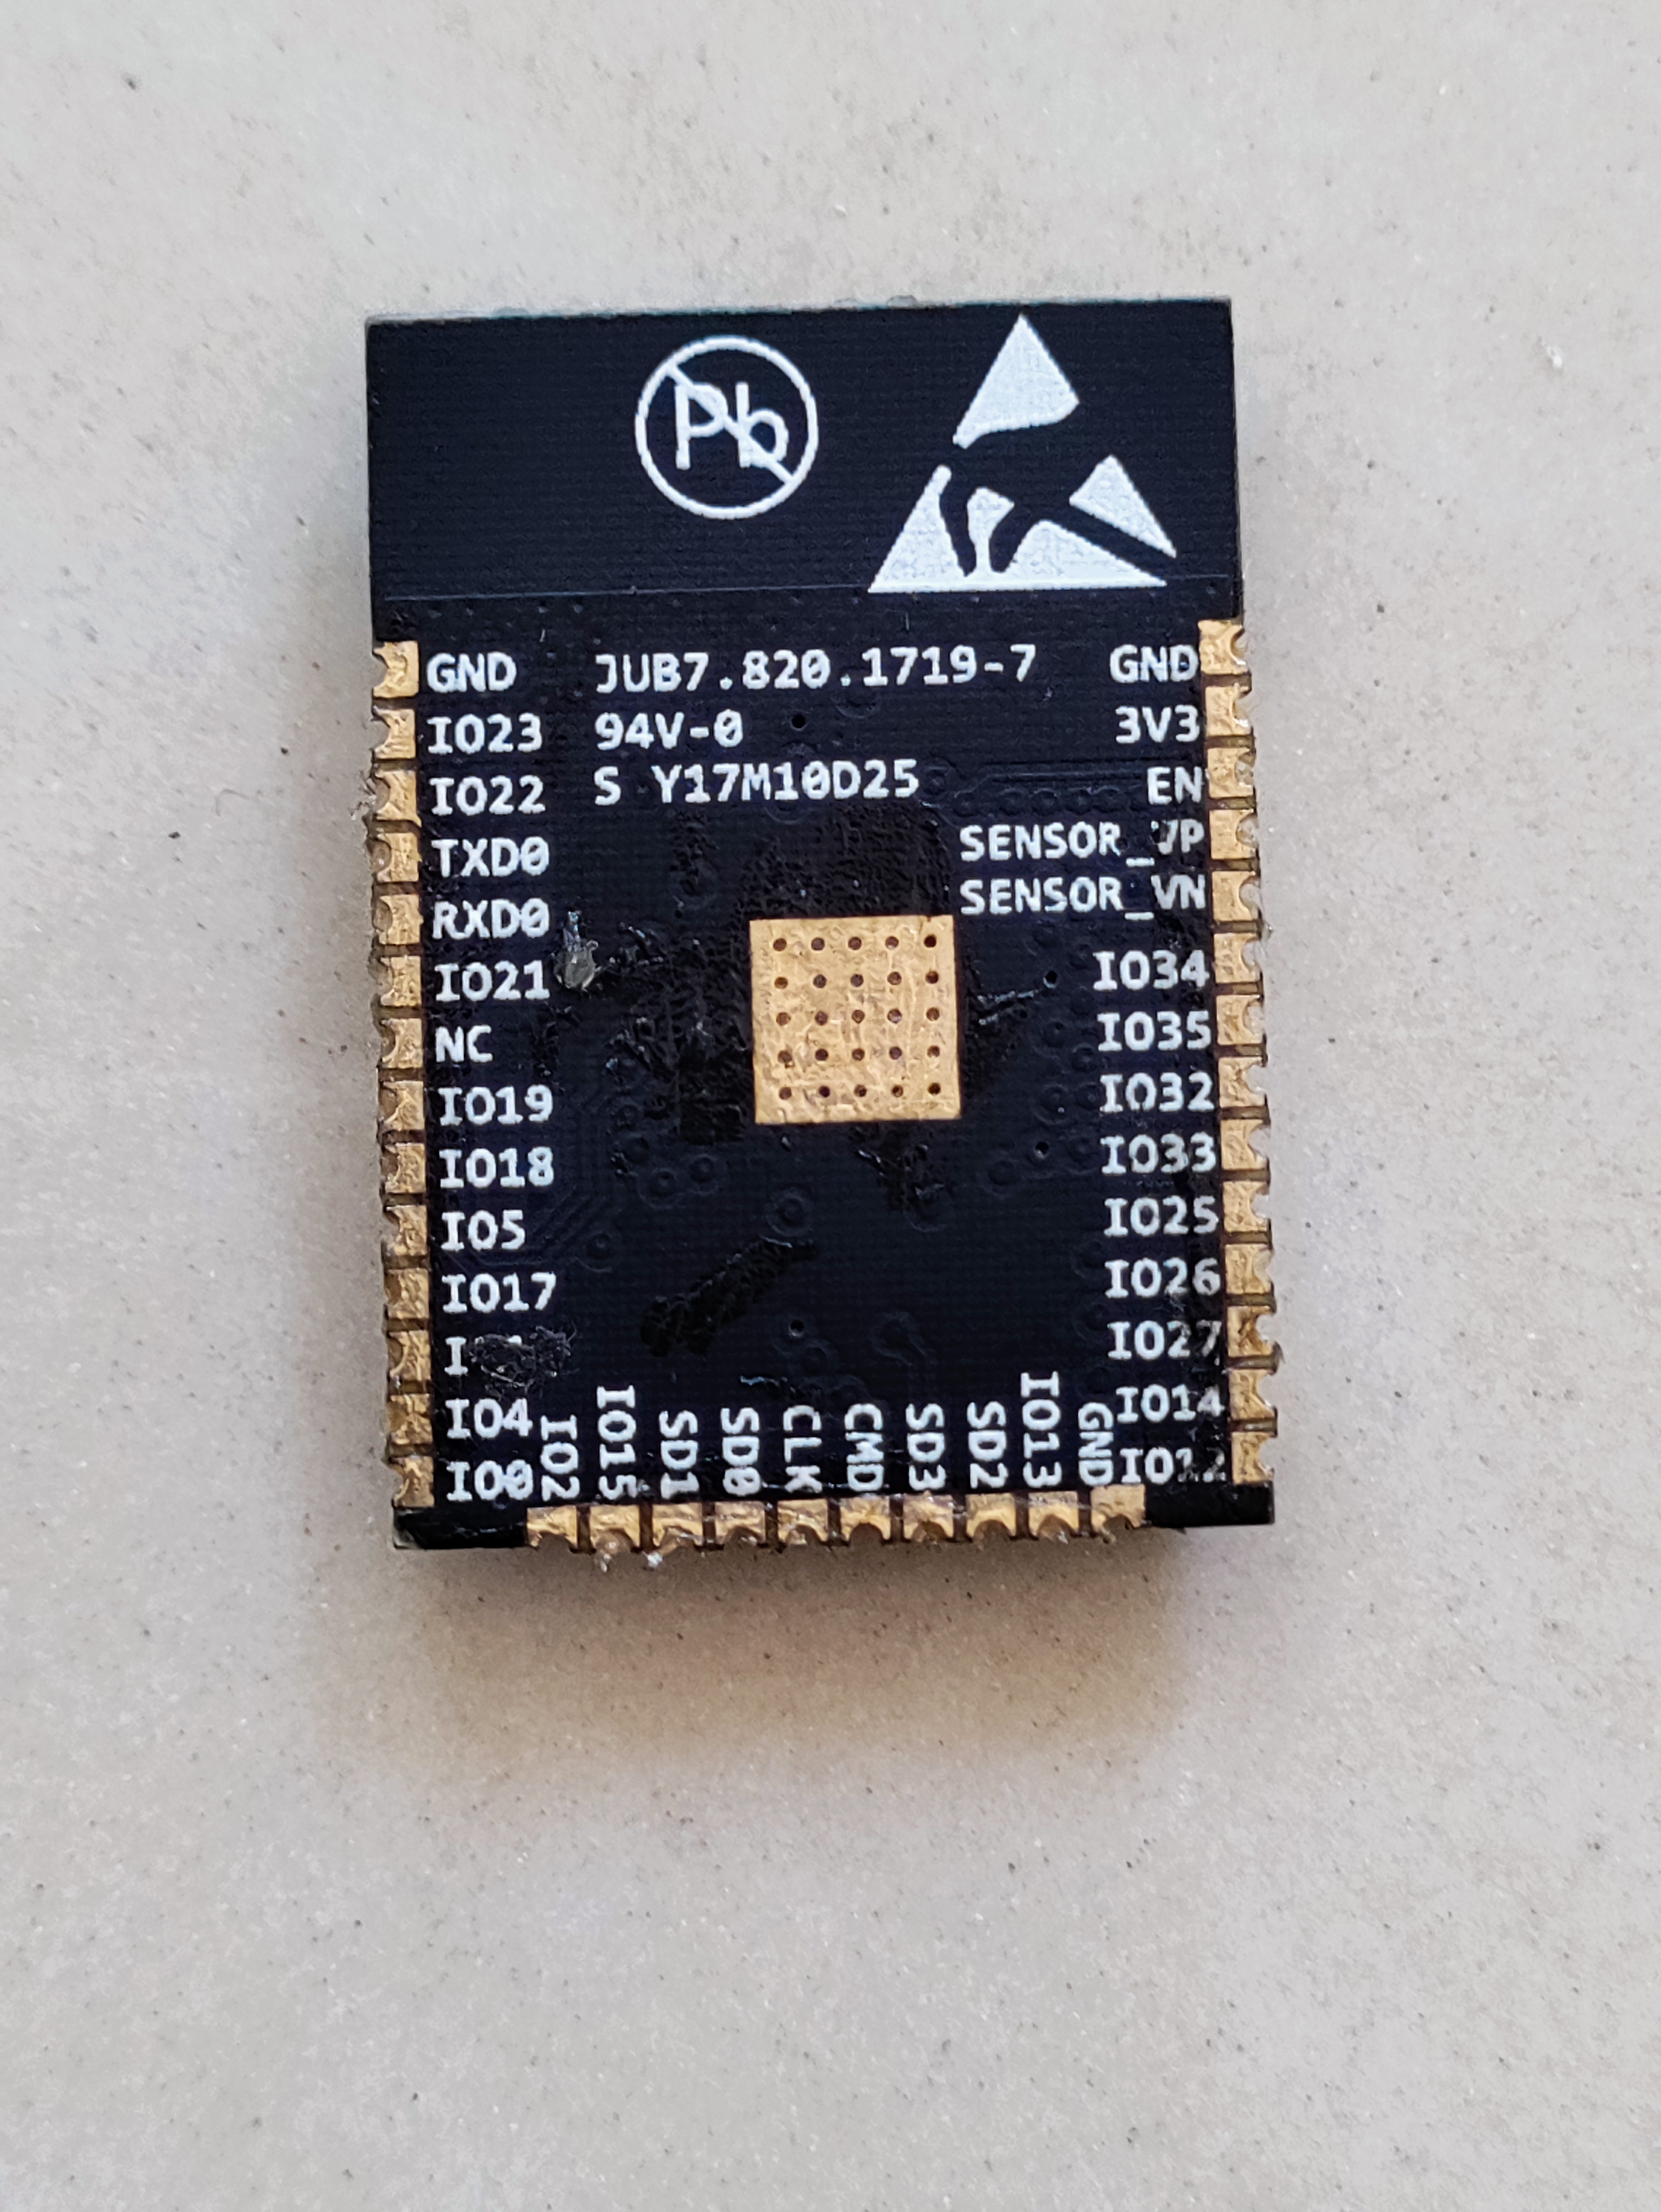 Pb
GND JUB7.820.1719-7 GND
IO23 94V-0 3V3
IO22 S Y17M10D25 EN
TXD0 SENSOR_VP
RXD0 SENSOR_VN
IO21 IO34
NC IO35
IO19 IO32
IO18 IO33
IO5 IO25
IO17 IO26
IO27
IO4 IO14
IO0
IO2
IO15
SD1
SD0
CLK
CMD
SD3
SD2
IO13
GND